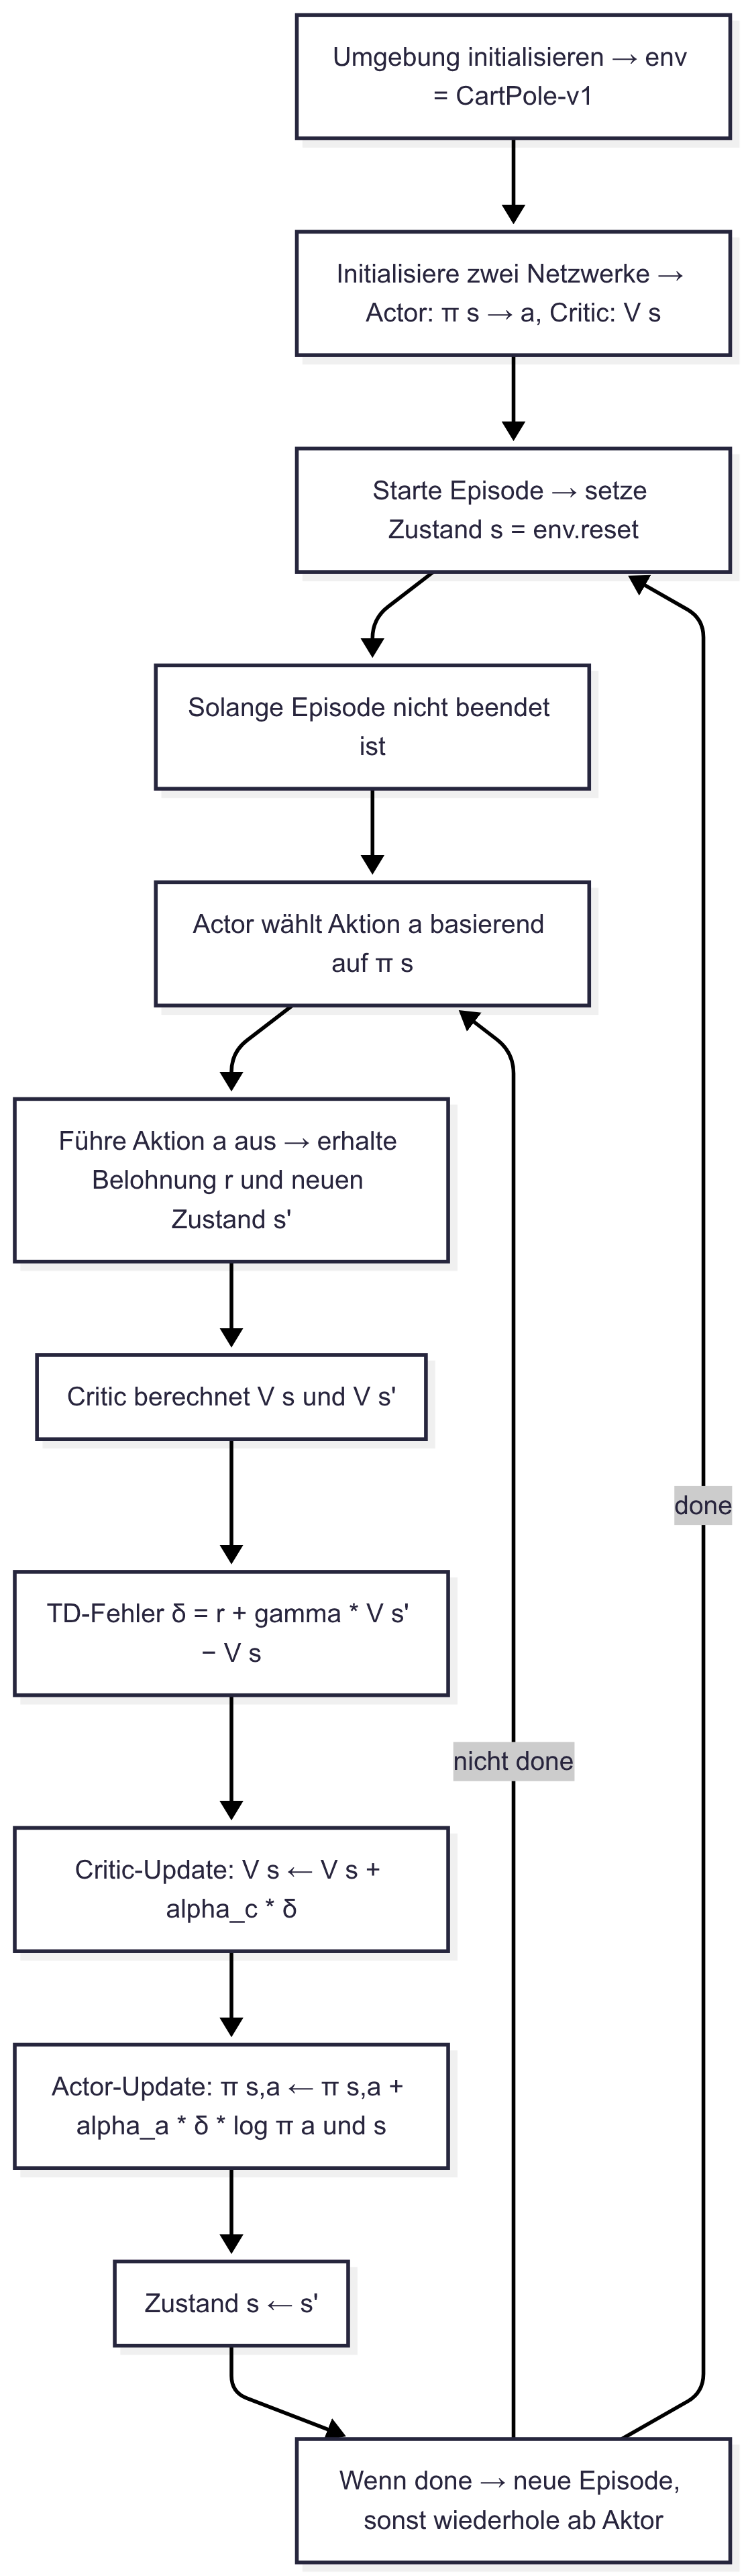 Umgebung initialisieren → env
= CartPole-v1
Initialisiere zwei Netzwerke →
Actor: π s → a, Critic: V s
Starte Episode → setze
Zustand s = env.reset
Solange Episode nicht beendet
ist
Actor wählt Aktion a basierend
auf π s
Führe Aktion a aus → erhalte
Belohnung r und neuen
Zustand s'
Critic berechnet V s und V s'
done
TD-Fehler δ = r + gamma * V s'
− V s
nicht done
Critic-Update: V s ← V s +
alpha_c * δ
Actor-Update: π s,a ← π s,a +
alpha_a * δ * log π a und s
Zustand s ← s'
Wenn done → neue Episode,
sonst wiederhole ab Aktor